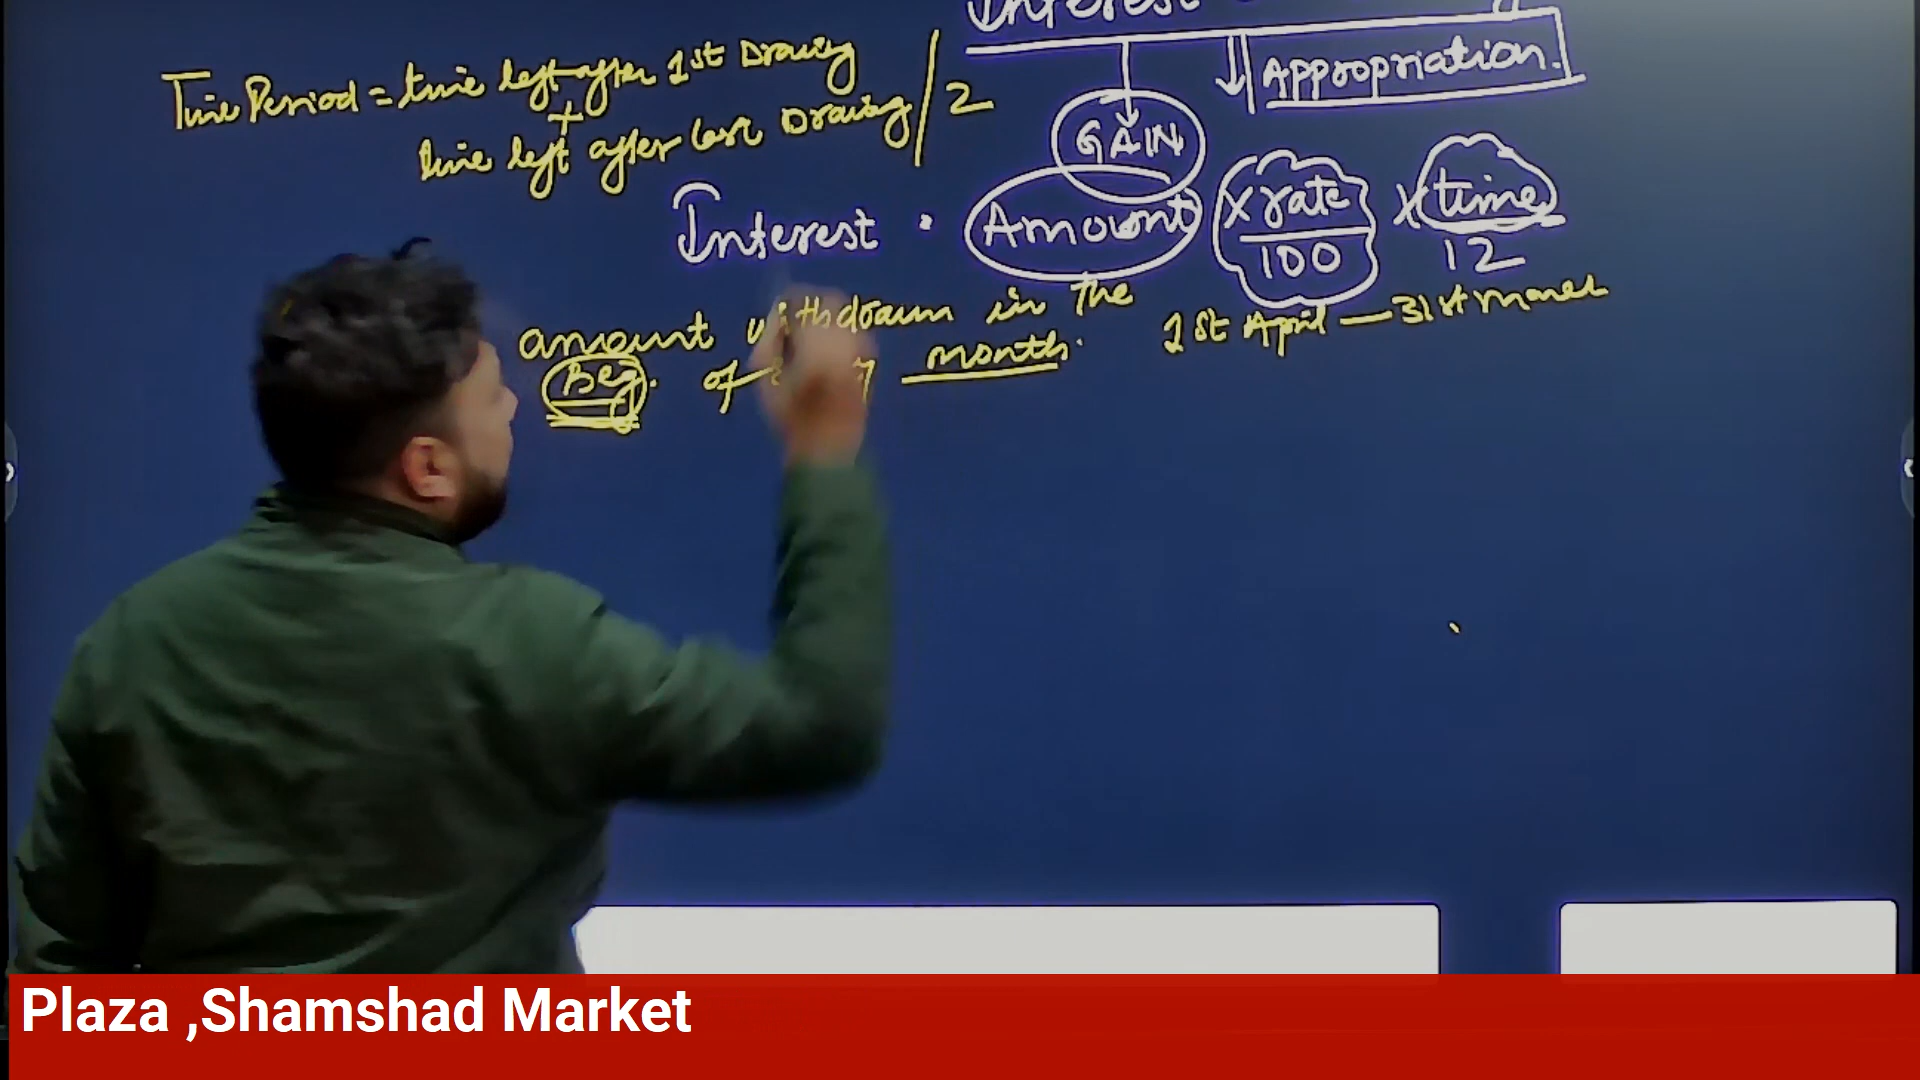 Interest
Appropriation.
Time Period = time left after 1st Drawing
+
time left after last Drawing / 2
GAIN
Interest · Amount × rate/100 × time/12
amount withdrawn in the
Beg. of month.
1st April — 31st March
Plaza ,Shamshad Market